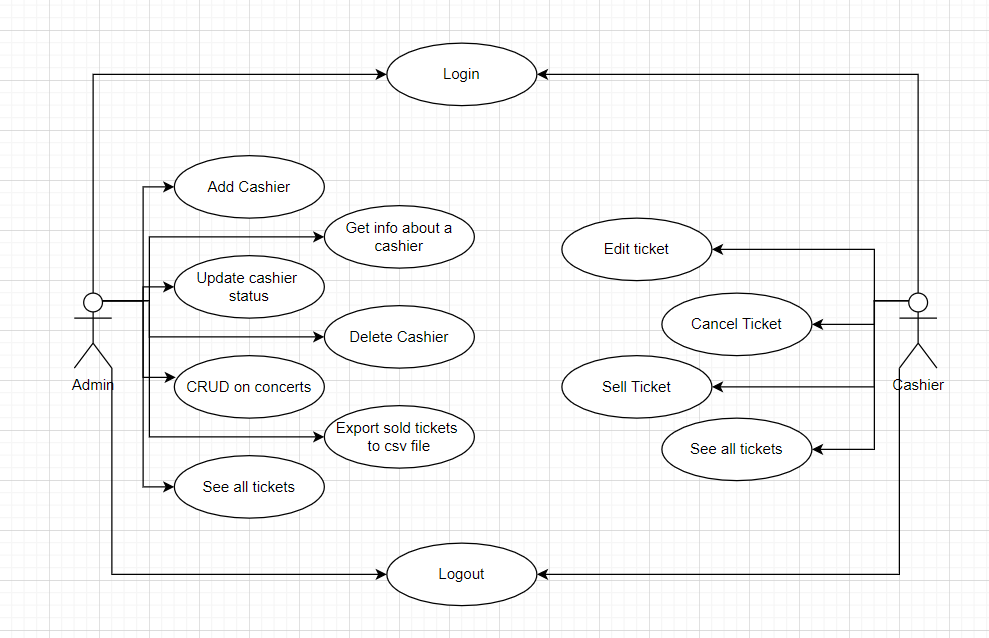 Login
Add Cashier
Get info about a
cashier
Update cashier
status
Delete Cashier
CRUD on concerts
Export sold tickets
to csv file
See all tickets
Admin
Edit ticket
Cancel Ticket
Sell Ticket
See all tickets
Cashier
Logout